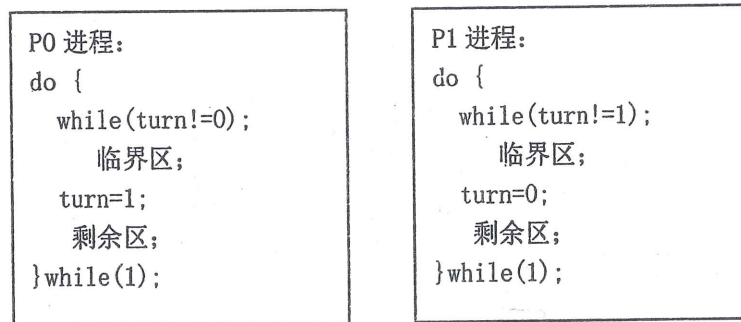 P0 进程：
do {
while(turn!=0);
临界区；
turn=1;
剩余区；
}while(1);
P1 进程：
do {
while(turn!=1);
临界区；
turn=0;
剩余区；
}while(1);